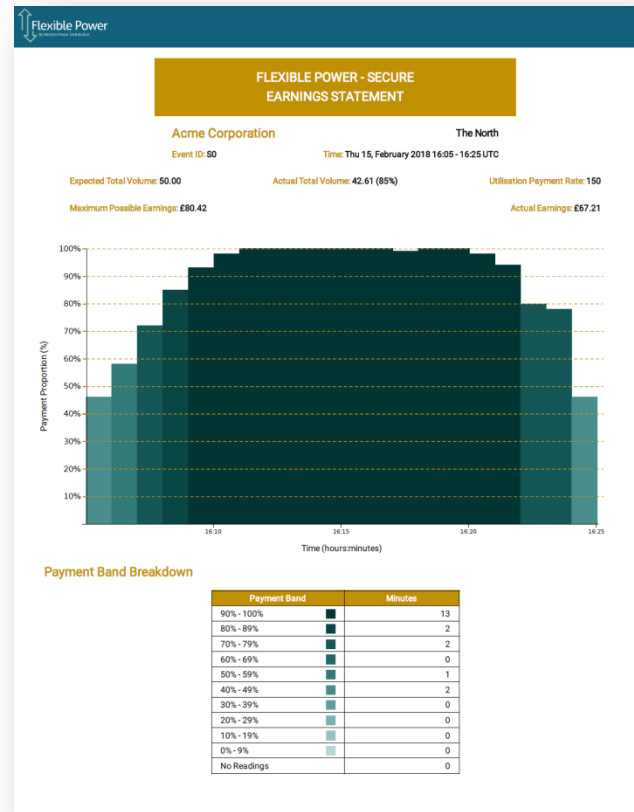 Flexible Power
By Western Power Distribution
FLEXIBLE POWER - SECURE
EARNINGS STATEMENT
Acme Corporation The North
Event ID: S0 Time: Thu 15, February 2018 16:05 - 16:25 UTC
Expected Total Volume: 50.00 Actual Total Volume: 42.61 (85%) Utilisation Payment Rate: 150
Maximum Possible Earnings: £80.42 Actual Earnings: £67.21
100%
90%
80%
70%
60%
50%
40%
30%
20%
10%
Payment Proportion (%)
16:10 16:15 16:20 16:25
Time (hours:minutes)
Payment Band Breakdown
Payment Band Minutes
90% - 100% 13
80% - 89% 2
70% - 79% 2
60% - 69% 0
50% - 59% 1
40% - 49% 2
30% - 39% 0
20% - 29% 0
10% - 19% 0
0% - 9% 0
No Readings 0